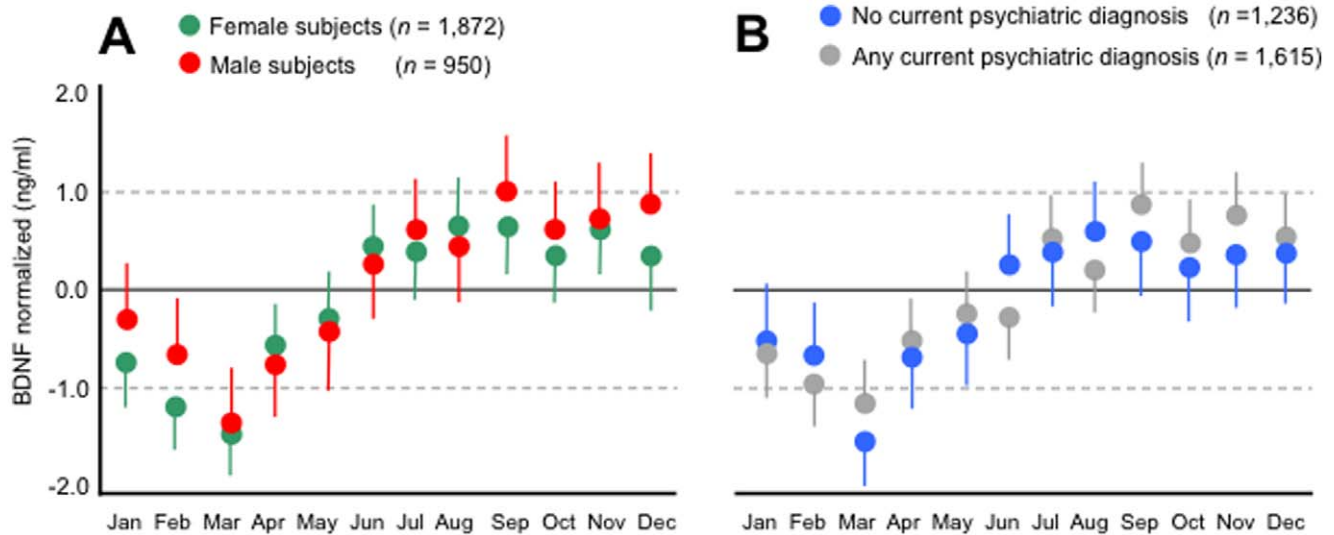 A
Female subjects (n = 1,872)
Male subjects (n = 950)
B
No current psychiatric diagnosis (n =1,236)
Any current psychiatric diagnosis (n = 1,615)
BDNF normalized (ng/ml)
2.0
1.0
0.0
-1.0
-2.0
Jan Feb Mar Apr May Jun Jul Aug Sep Oct Nov Dec
Jan Feb Mar Apr May Jun Jul Aug Sep Oct Nov Dec